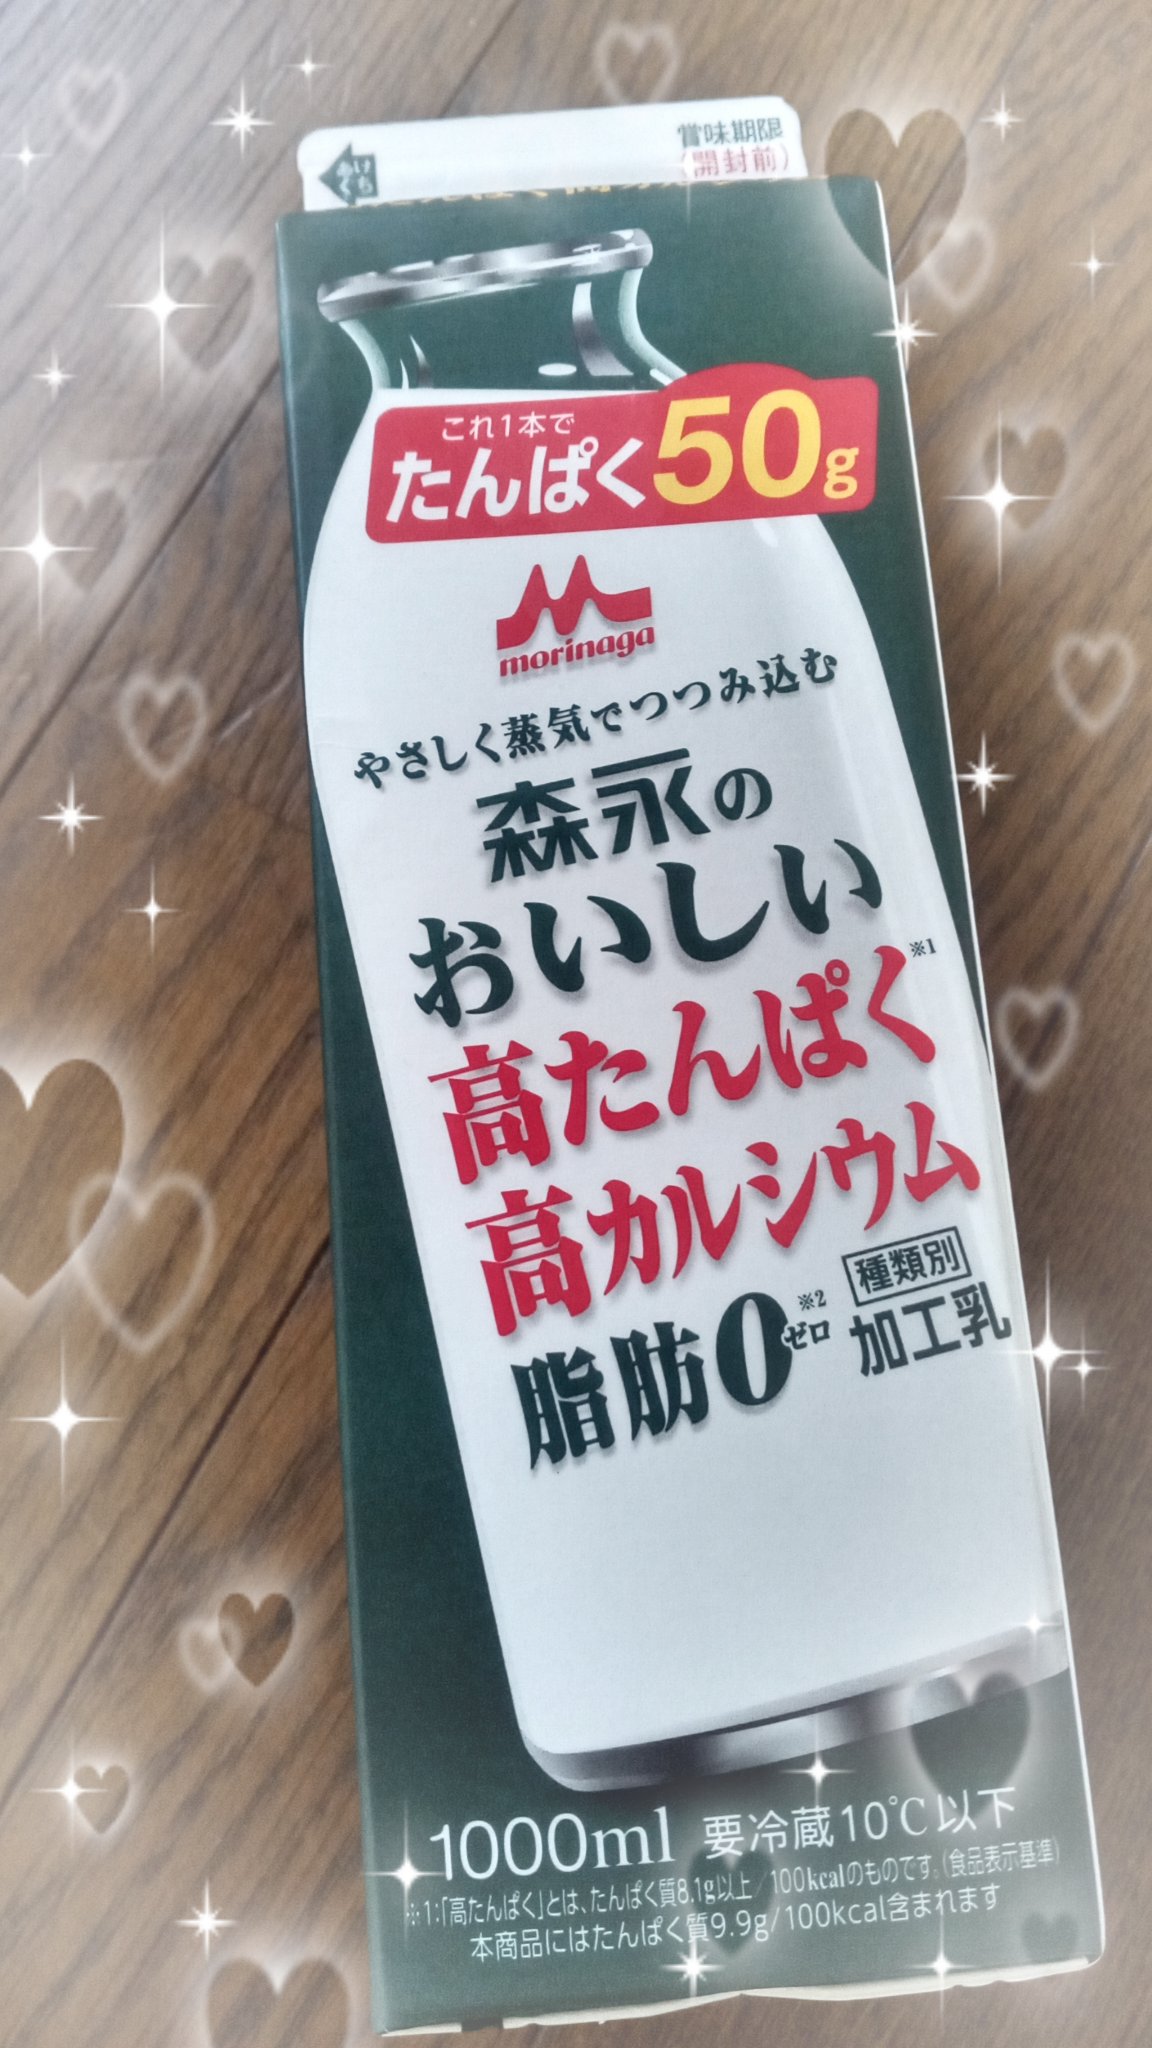 賞味期限
(開封前)
あけくち
これ1本で
たんぱく50g
morinaga
やさしく蒸気でつつみ込む
森永の
おいしい
高たんぱく※1
高カルシウム
脂肪0ゼロ※2
種類別
加工乳
1000ml 要冷蔵10℃以下
※1:「高たんぱく」とは、たんぱく質8.1g以上/100kcalのものです。(食品表示基準)
本商品にはたんぱく質9.9g/100kcal含まれます